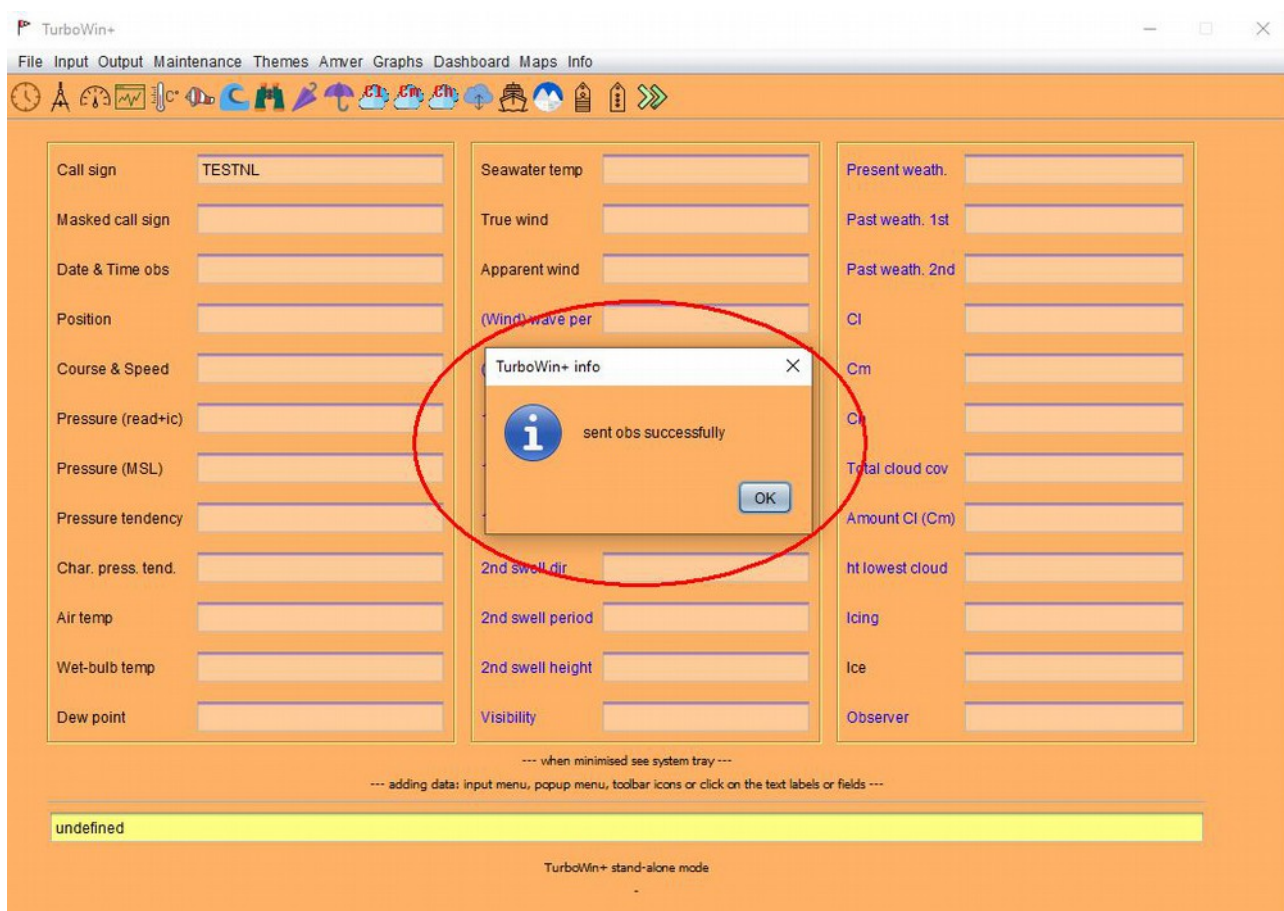 TurboWin+
File Input Output Maintenance Themes Amver Graphs Dashboard Maps Info
C° Cl Cm Ch
Call sign TESTNL
Masked call sign
Date & Time obs
Position
Course & Speed
Pressure (read+ic)
Pressure (MSL)
Pressure tendency
Char. press. tend.
Air temp
Wet-bulb temp
Dew point
Seawater temp
True wind
Apparent wind
(Wind) wave per
TurboWin+ info
sent obs successfully
OK
2nd swell dir
2nd swell period
2nd swell height
Visibility
Present weath.
Past weath. 1st
Past weath. 2nd
Cl
Cm
Ch
Total cloud cov
Amount Cl (Cm)
ht lowest cloud
Icing
Ice
Observer
--- when minimised see system tray ---
--- adding data: input menu, popup menu, toolbar icons or click on the text labels or fields ---
undefined
TurboWin+ stand-alone mode
-